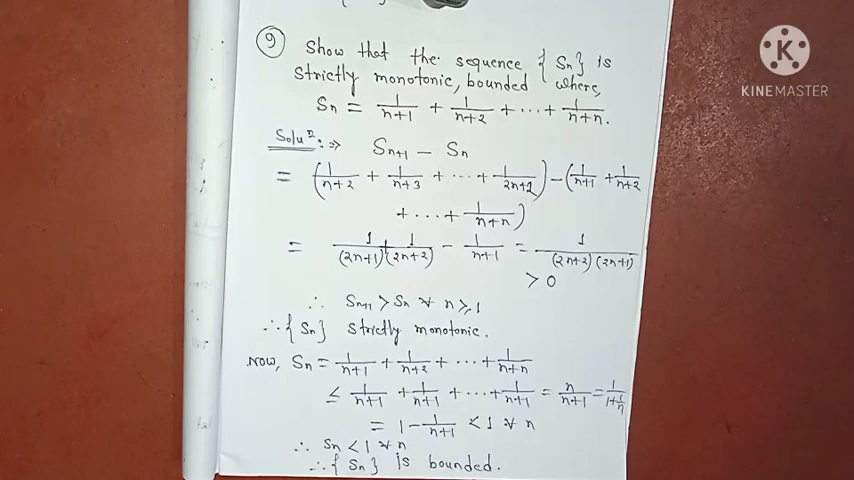 ⑨ Show that the sequence {Sn} is
strictly monotonic, bounded where,
Sn = 1/(n+1) + 1/(n+2) + ... + 1/(n+n).
Soluⁿ :⇒ Sn+1 − Sn
= (1/(n+2) + 1/(n+3) + ... + 1/(2n+2)) − (1/(n+1) + 1/(n+2)
+ ... + 1/(n+n))
= 1/(2n+1) + 1/(2n+2) − 1/(n+1) = 1/((2n+2)(2n+1))
> 0
∴ Sn+1 > Sn ∀ n ≥ 1
∴ {Sn} strictly monotonic.
Now, Sn = 1/(n+1) + 1/(n+2) + ... + 1/(n+n)
≤ 1/(n+1) + 1/(n+1) + ... + 1/(n+1) = n/(n+1) = 1/(1+1/n)
= 1 − 1/(n+1) < 1 ∀ n
∴ Sn < 1 ∀ n
∴ {Sn} is bounded.
K
KINEMASTER